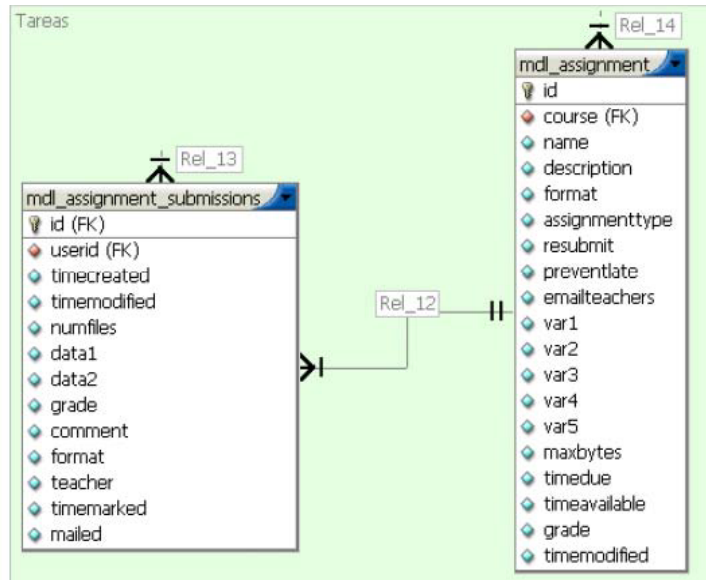 Tareas
Rel_13
mdl_assignment_submissions
id (FK)
userid (FK)
timecreated
timemodified
numfiles
data1
data2
grade
comment
format
teacher
timemarked
mailed
Rel_12
Rel_14
mdl_assignment
id
course (FK)
name
description
format
assignmenttype
resubmit
preventlate
emailteachers
var1
var2
var3
var4
var5
maxbytes
timedue
timeavailable
grade
timemodified